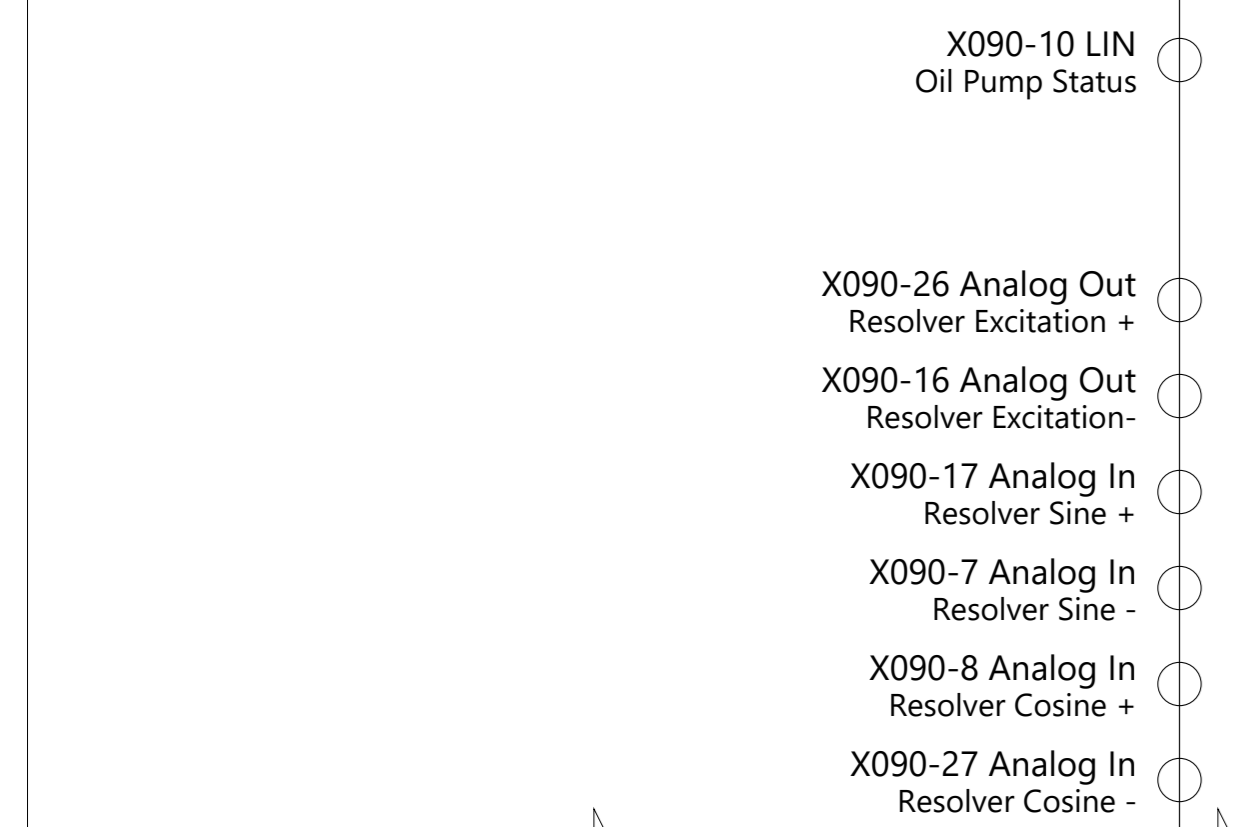 X090-10 LIN
Oil Pump Status
X090-26 Analog Out
Resolver Excitation +
X090-16 Analog Out
Resolver Excitation-
X090-17 Analog In
Resolver Sine +
X090-7 Analog In
Resolver Sine -
X090-8 Analog In
Resolver Cosine +
X090-27 Analog In
Resolver Cosine -